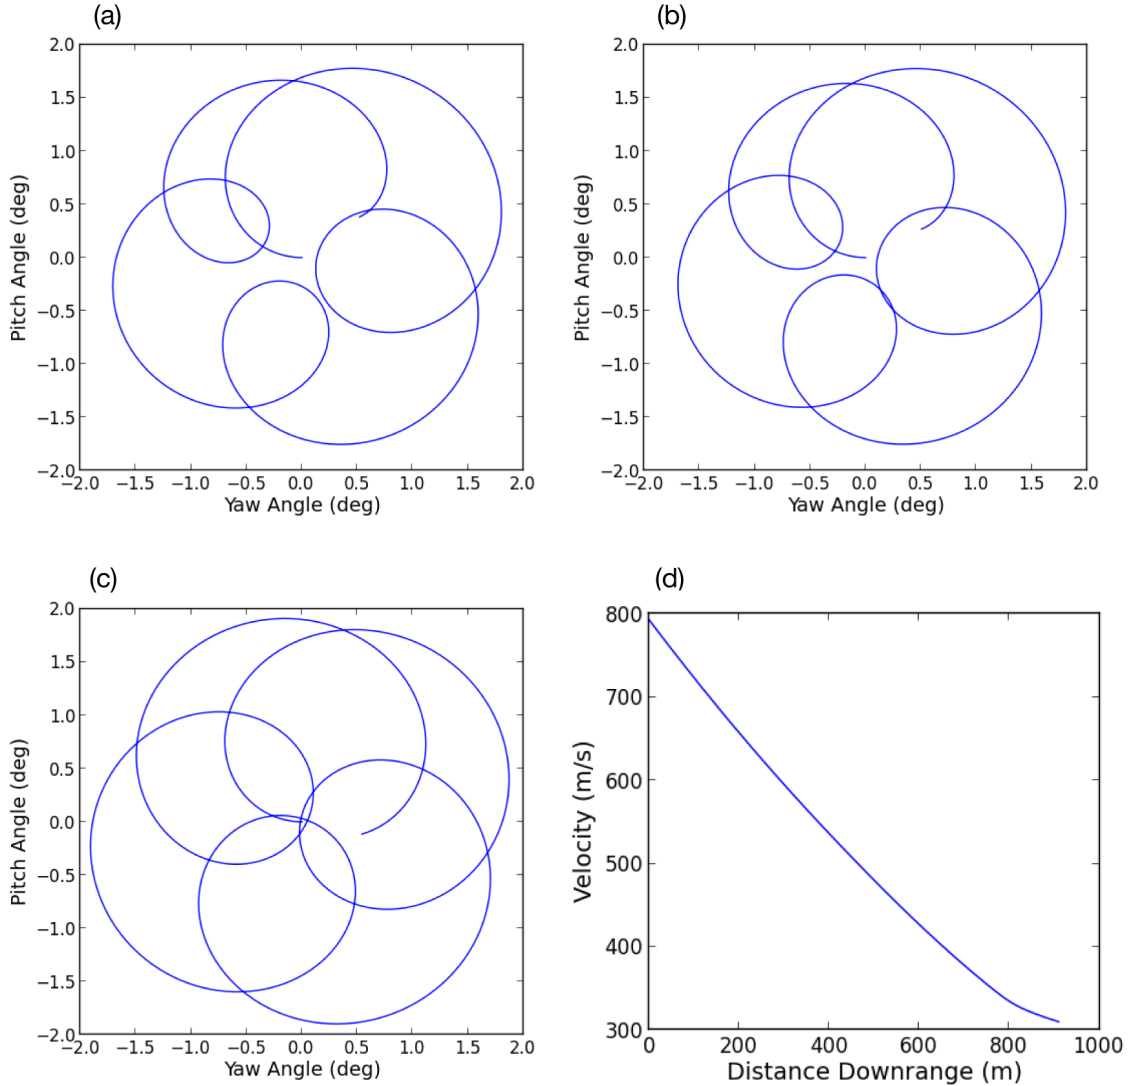 (a)
2.0
1.5
1.0
0.5
0.0
−0.5
−1.0
−1.5
−2.0
Pitch Angle (deg)
−2.0 −1.5 −1.0 −0.5 0.0 0.5 1.0 1.5 2.0
Yaw Angle (deg)
(b)
2.0
1.5
1.0
0.5
0.0
−0.5
−1.0
−1.5
−2.0
Pitch Angle (deg)
−2.0 −1.5 −1.0 −0.5 0.0 0.5 1.0 1.5 2.0
Yaw Angle (deg)
(c)
2.0
1.5
1.0
0.5
0.0
−0.5
−1.0
−1.5
−2.0
Pitch Angle (deg)
−2.0 −1.5 −1.0 −0.5 0.0 0.5 1.0 1.5 2.0
Yaw Angle (deg)
(d)
800
700
600
500
400
300
Velocity (m/s)
0 200 400 600 800 1000
Distance Downrange (m)